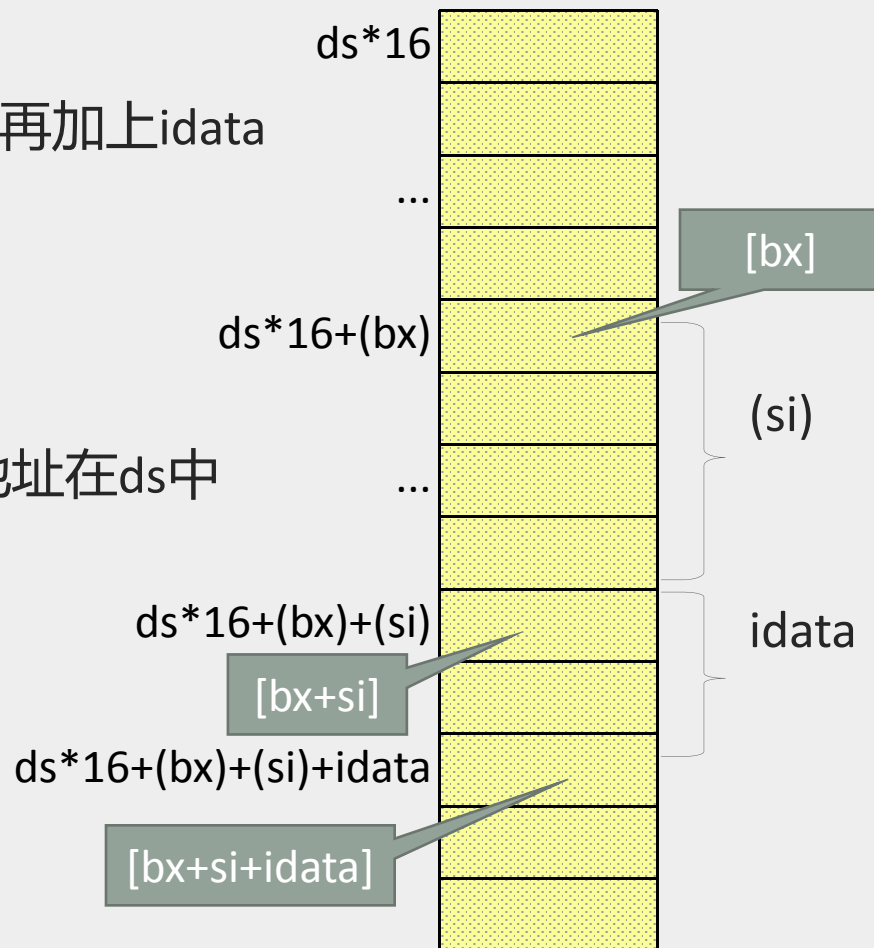 ds*16
再加上idata
...
[bx]
ds*16+(bx)
(si)
址在ds中
...
ds*16+(bx)+(si)
idata
[bx+si]
ds*16+(bx)+(si)+idata
[bx+si+idata]